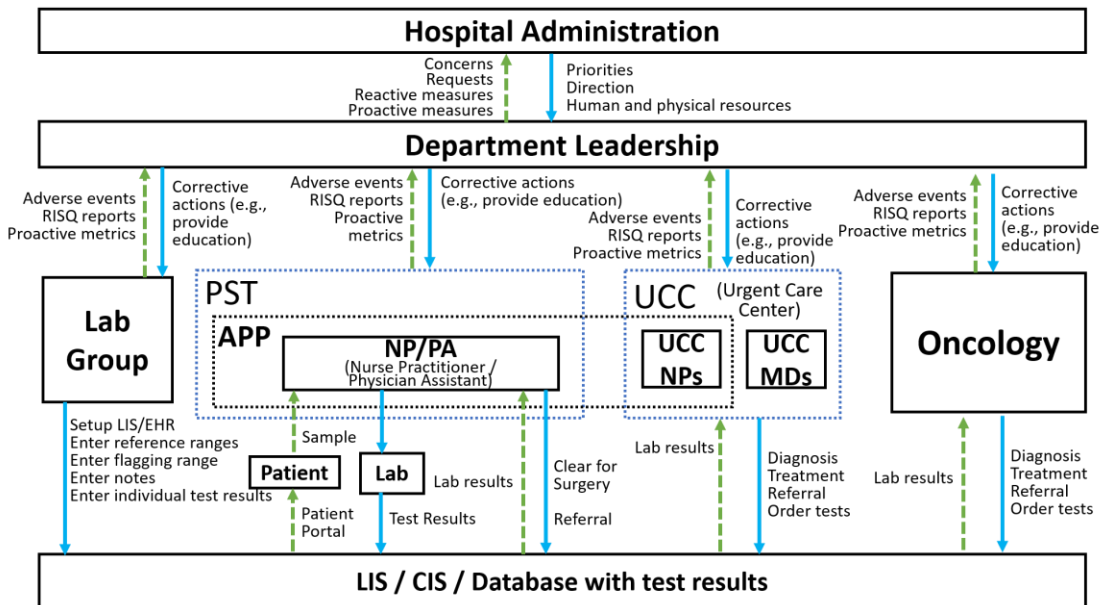 Hospital Administration
Concerns
Requests
Reactive measures
Proactive measures
Priorities
Direction
Human and physical resources
Department Leadership
Adverse events
RISQ reports
Proactive metrics
Corrective
actions (e.g.,
provide
education)
Adverse events
RISQ reports
Proactive
metrics
Corrective actions
(e.g., provide education)
Adverse events
RISQ reports
Proactive metrics
Corrective
actions
(e.g., provide
education)
Adverse events
RISQ reports
Proactive metrics
Corrective
actions
(e.g., provide
education)
Lab
Group
PST
APP
NP/PA
(Nurse Practitioner /
Physician Assistant)
UCC
(Urgent Care
Center)
UCC
NPs
UCC
MDs
Oncology
Setup LIS/EHR
Enter reference ranges
Enter flagging range
Enter notes
Enter individual test results
Sample
Patient
Patient
Portal
Lab
Test Results
Lab results
Clear for
Surgery
Referral
Lab results
Diagnosis
Treatment
Referral
Order tests
Lab results
Diagnosis
Treatment
Referral
Order tests
LIS / CIS / Database with test results